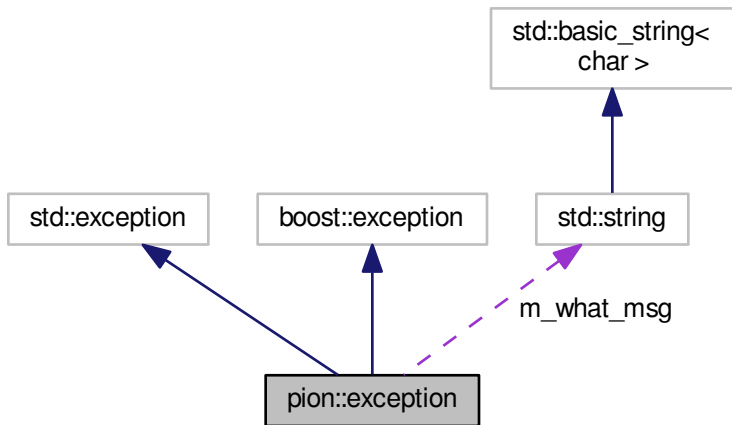 std::basic_string<
char >
std::exception
boost::exception
std::string
m_what_msg
pion::exception